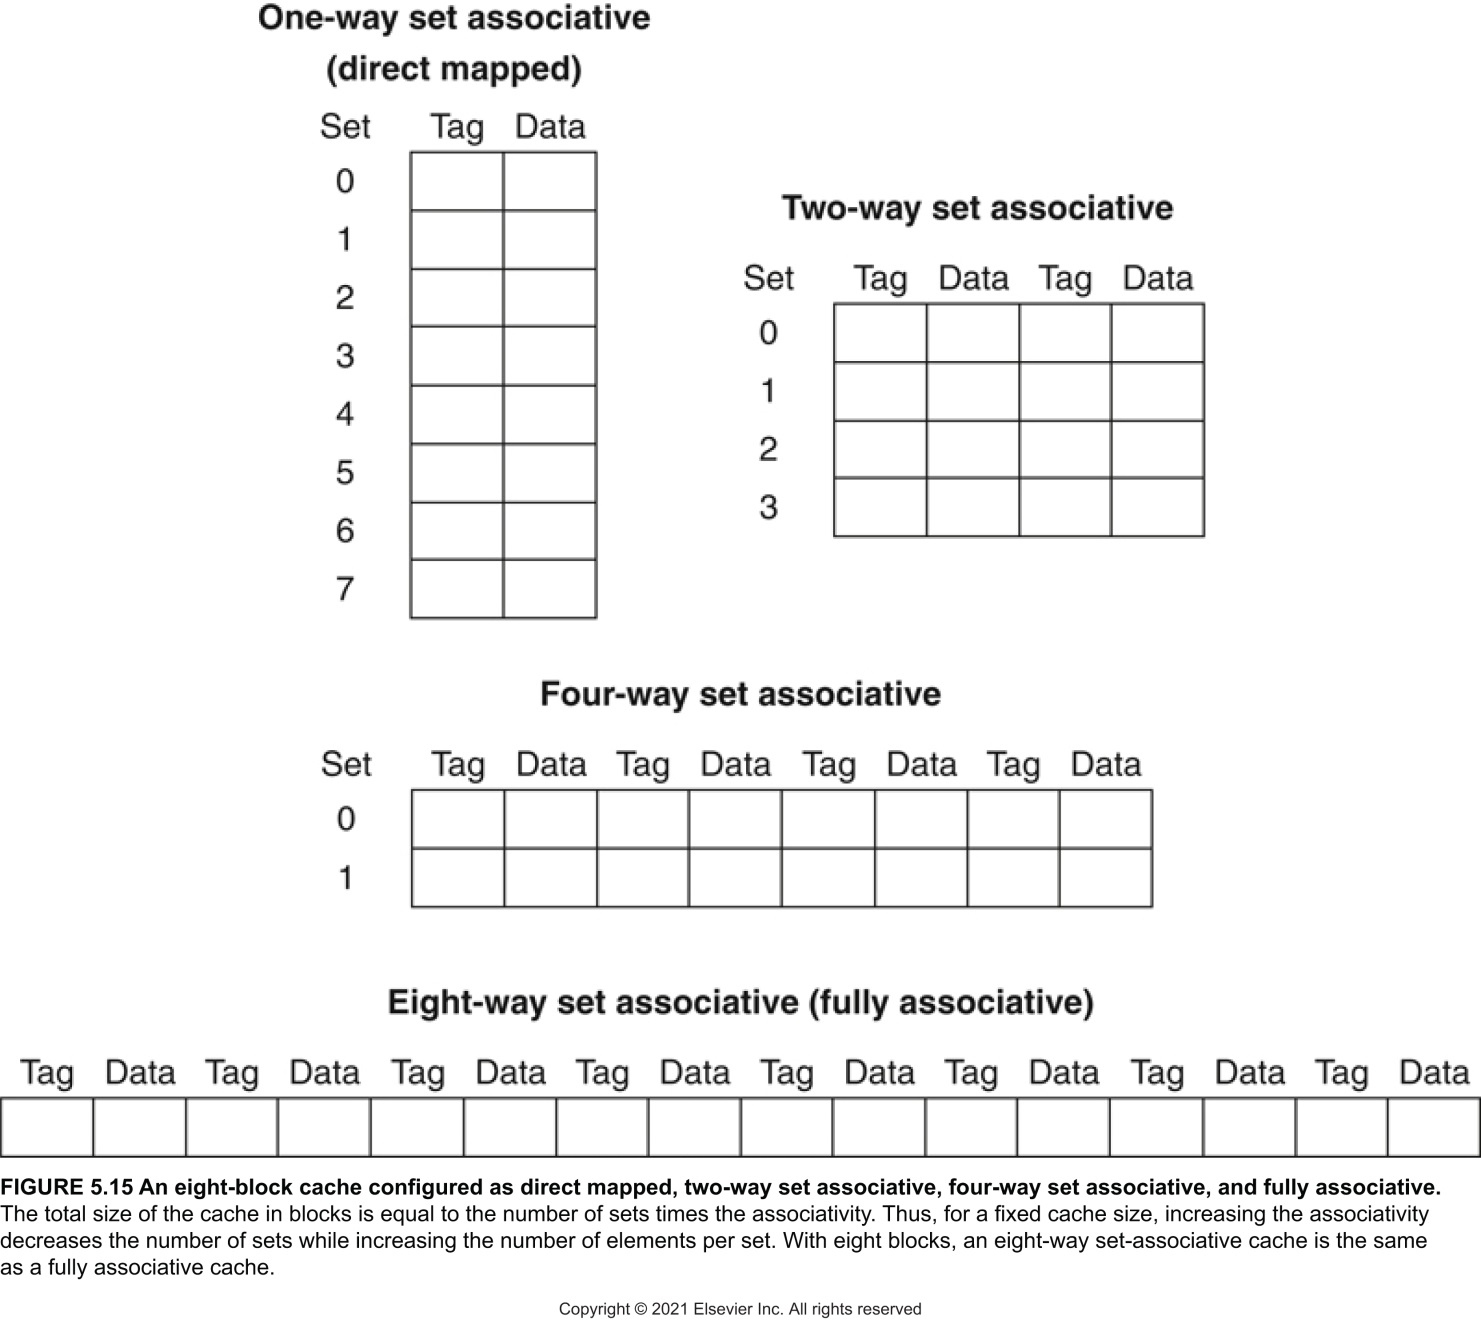 One-way set associative
(direct mapped)
Set Tag Data
0
1
2
3
4
5
6
7
Two-way set associative
Set Tag Data Tag Data
0
1
2
3
Four-way set associative
Set Tag Data Tag Data Tag Data Tag Data
0
1
Eight-way set associative (fully associative)
Tag Data Tag Data Tag Data Tag Data Tag Data Tag Data Tag Data Tag Data
FIGURE 5.15 An eight-block cache configured as direct mapped, two-way set associative, four-way set associative, and fully associative.
The total size of the cache in blocks is equal to the number of sets times the associativity. Thus, for a fixed cache size, increasing the associativity
decreases the number of sets while increasing the number of elements per set. With eight blocks, an eight-way set-associative cache is the same
as a fully associative cache.
Copyright © 2021 Elsevier Inc. All rights reserved